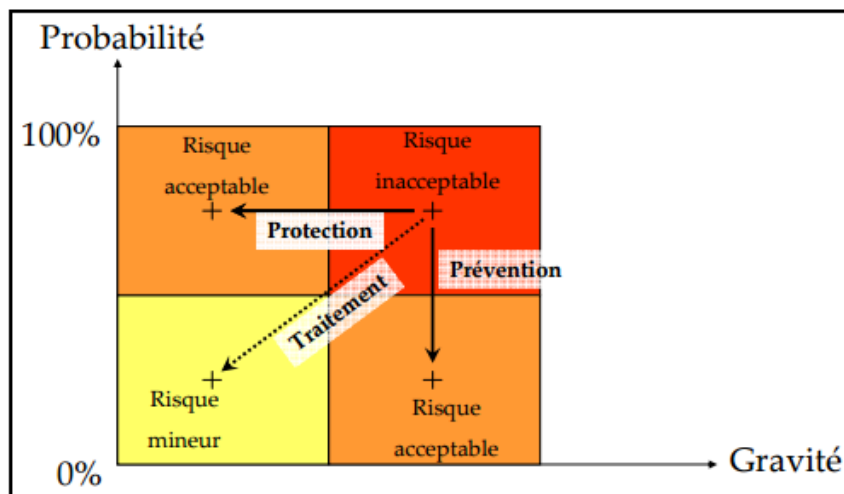 Probabilité
100%
Risque
acceptable
Risque
inacceptable
Protection
Prévention
Traitement
Risque
mineur
Risque
acceptable
0%
Gravité